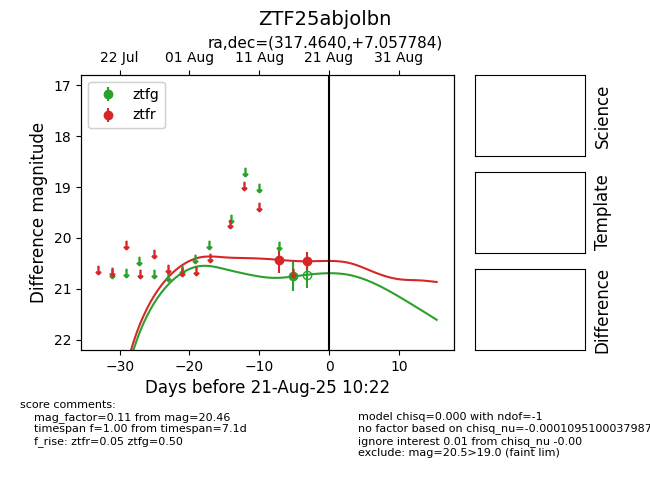 ZTF25abjolbn
ra,dec=(317.4640,+7.057784)
22 Jul 01 Aug 11 Aug 21 Aug 31 Aug
ztfg
ztfr
17
18
19
20
21
22
Difference magnitude
−30 −20 −10 0 10
Days before 21-Aug-25 10:22
Science
Template
Difference
score comments:
mag_factor=0.11 from mag=20.46
timespan f=1.00 from timespan=7.1d
f_rise: ztfr=0.05 ztfg=0.50
model chisq=0.000 with ndof=-1
no factor based on chisq_nu=-0.0001095100037987
ignore interest 0.01 from chisq_nu -0.00
exclude: mag=20.5>19.0 (faint lim)